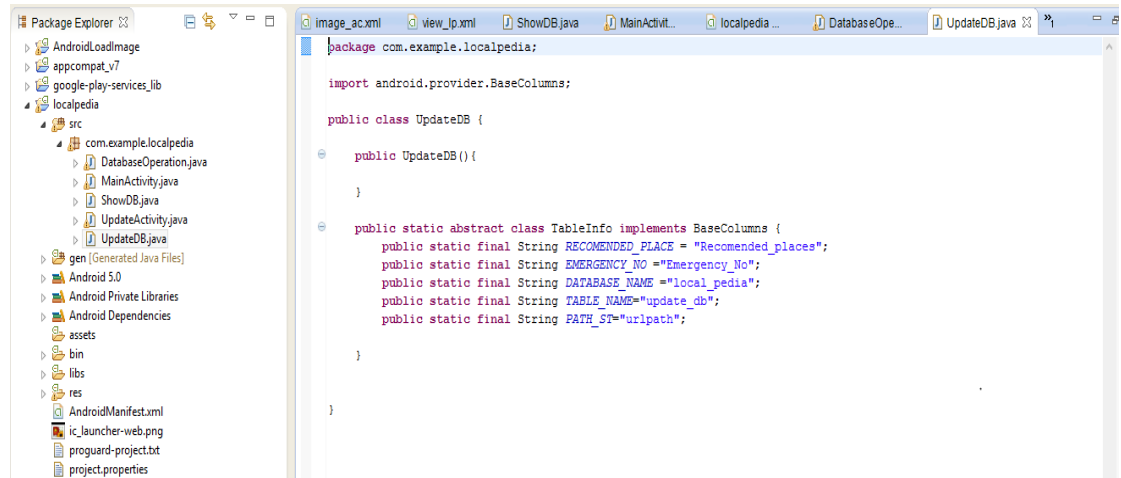 Package Explorer
AndroidLoadImage
appcompat_v7
google-play-services_lib
localpedia
src
com.example.localpedia
DatabaseOperation.java
MainActivity.java
ShowDB.java
UpdateActivity.java
UpdateDB.java
gen [Generated Java Files]
Android 5.0
Android Private Libraries
Android Dependencies
assets
bin
libs
res
AndroidManifest.xml
ic_launcher-web.png
proguard-project.txt
project.properties
image_ac.xml view_lp.xml ShowDB.java MainActivit... localpedia ... DatabaseOpe... UpdateDB.java »1
package com.example.localpedia;
import android.provider.BaseColumns;
public class UpdateDB {
public UpdateDB(){
}
public static abstract class TableInfo implements BaseColumns {
public static final String RECOMENDED_PLACE = "Recomended_places";
public static final String EMERGENCY_NO ="Emergency_No";
public static final String DATABASE_NAME ="local_pedia";
public static final String TABLE_NAME="update_db";
public static final String PATH_ST="urlpath";
}
}